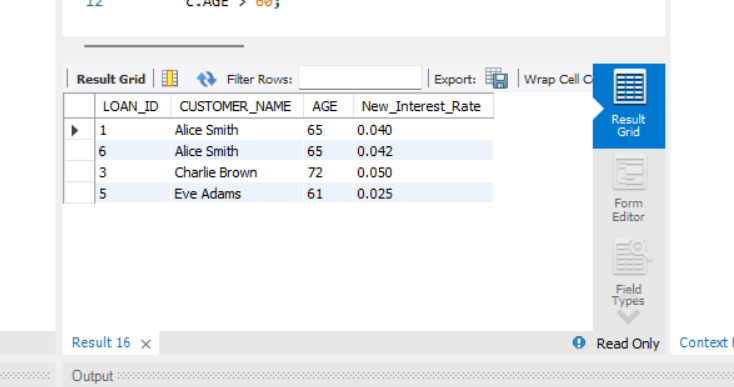 12 c.AGE > 60;
Result Grid Filter Rows: Export: Wrap Cell C
LOAN_ID CUSTOMER_NAME AGE New_Interest_Rate
1 Alice Smith 65 0.040
6 Alice Smith 65 0.042
3 Charlie Brown 72 0.050
5 Eve Adams 61 0.025
Result
Grid
Form
Editor
Field
Types
Result 16 × Read Only Context
Output